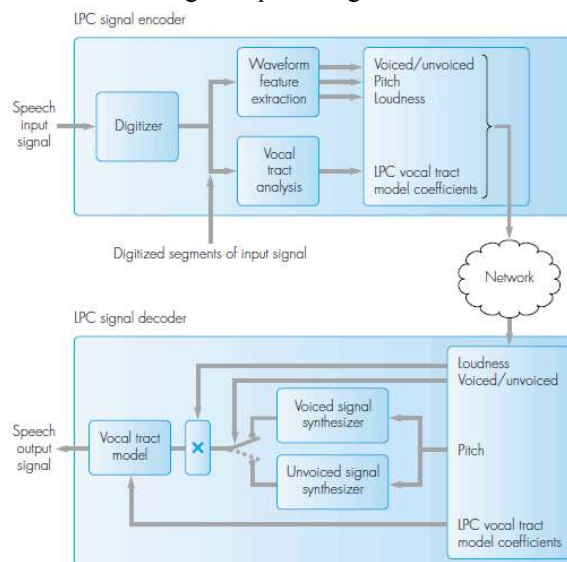 LPC signal encoder
Speech
input
signal
Digitizer
Waveform
feature
extraction
Vocal
tract
analysis
Voiced/unvoiced
Pitch
Loudness
LPC vocal tract
model coefficients
Digitized segments of input signal
Network
LPC signal decoder
Speech
output
signal
Vocal tract
model
×
Voiced signal
synthesizer
Unvoiced signal
synthesizer
Loudness
Voiced/unvoiced
Pitch
LPC vocal tract
model coefficients